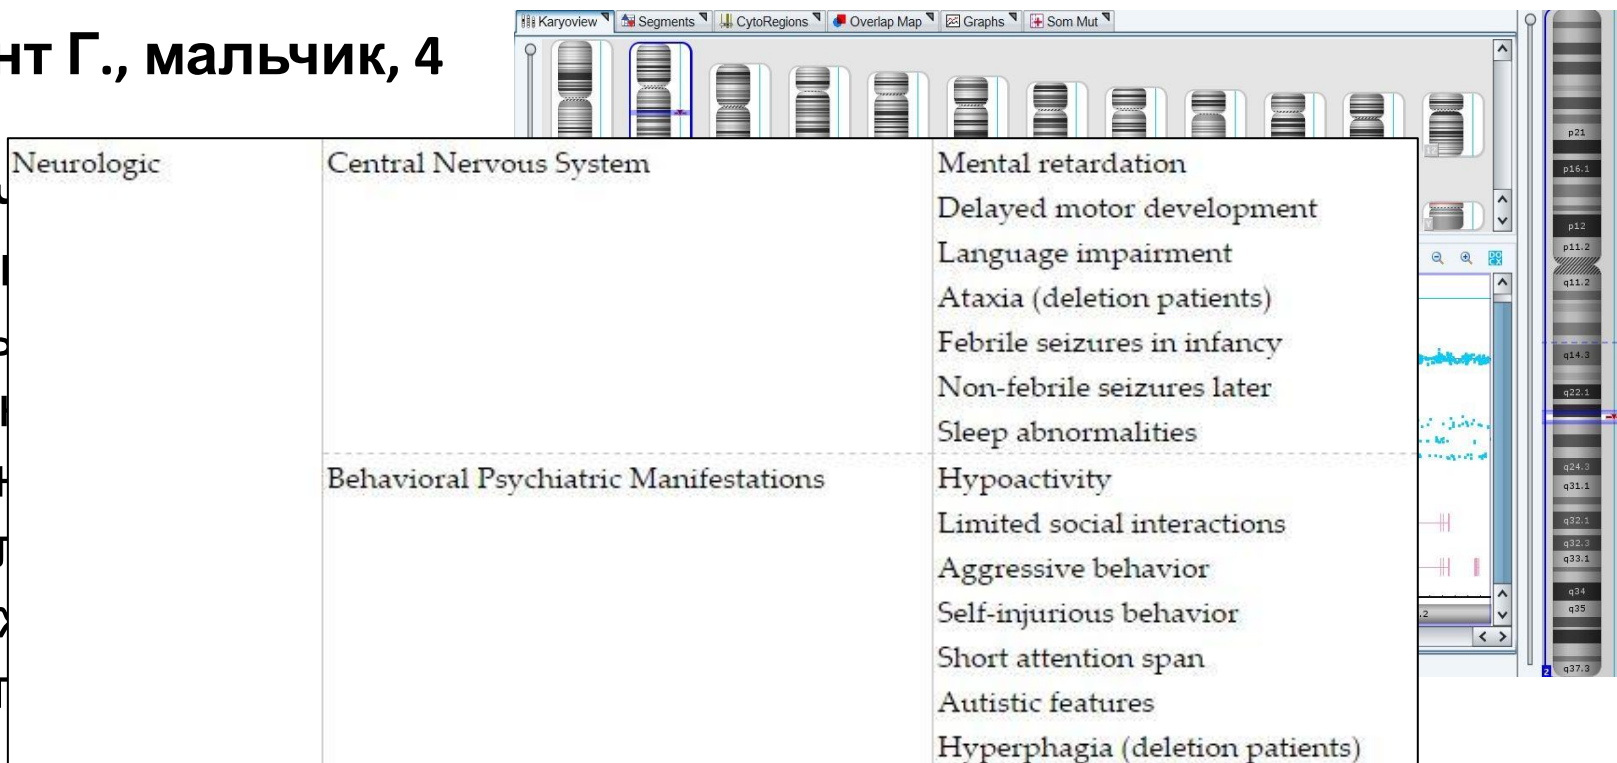 нт Г., мальчик, 4
Karyoview Segments CytoRegions Overlap Map Graphs Som Mut
Neurologic
Central Nervous System
Mental retardation
Delayed motor development
Language impairment
Ataxia (deletion patients)
Febrile seizures in infancy
Non-febrile seizures later
Sleep abnormalities
Behavioral Psychiatric Manifestations
Hypoactivity
Limited social interactions
Aggressive behavior
Self-injurious behavior
Short attention span
Autistic features
Hyperphagia (deletion patients)
p21
p16.1
p12
p11.2
q11.2
q14.3
q22.1
q24.3
q31.1
q32.1
q32.3
q33.1
q34
q35
q37.3
2